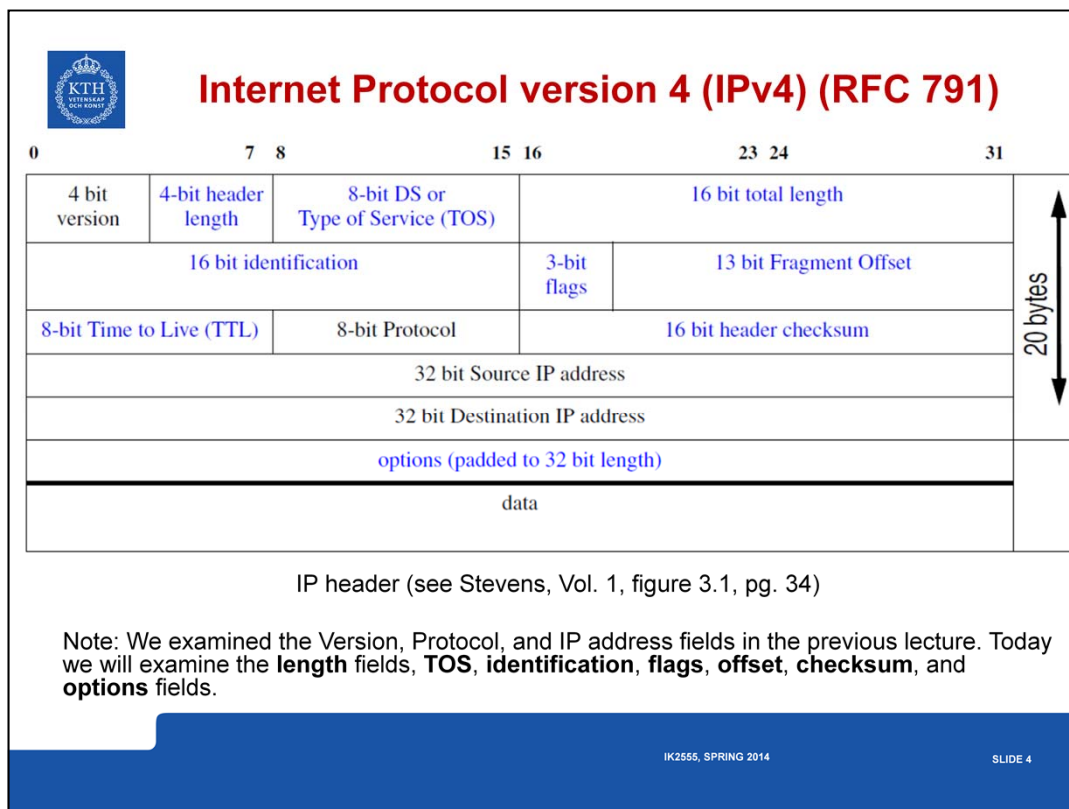 KTH
VETENSKAP
OCH KONST
Internet Protocol version 4 (IPv4) (RFC 791)
0 7 8 15 16 23 24 31
4 bit
version
4-bit header
length
8-bit DS or
Type of Service (TOS)
16 bit total length
16 bit identification
3-bit
flags
13 bit Fragment Offset
8-bit Time to Live (TTL)
8-bit Protocol
16 bit header checksum
32 bit Source IP address
32 bit Destination IP address
20 bytes
options (padded to 32 bit length)
data
IP header (see Stevens, Vol. 1, figure 3.1, pg. 34)
Note: We examined the Version, Protocol, and IP address fields in the previous lecture. Today
we will examine the length fields, TOS, identification, flags, offset, checksum, and
options fields.
IK2555, SPRING 2014
SLIDE 4